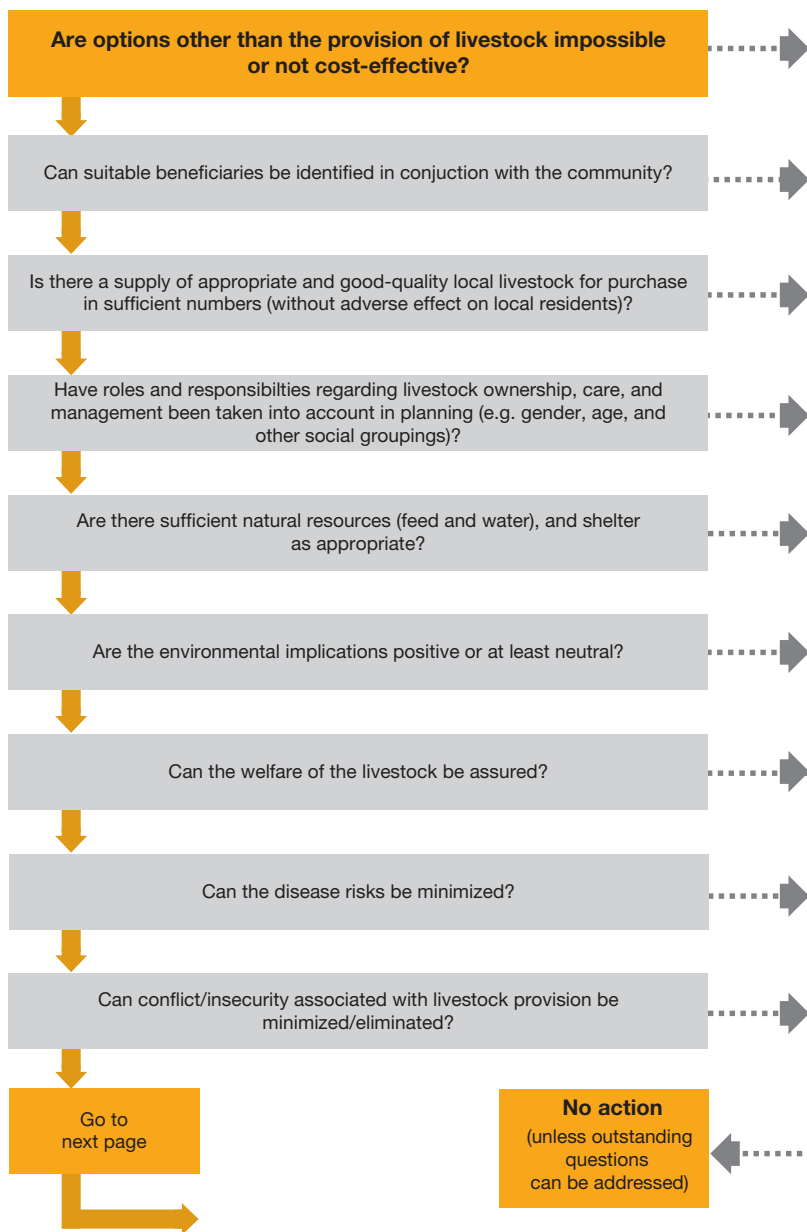 Are options other than the provision of livestock impossible
or not cost-effective?
Can suitable beneficiaries be identified in conjuction with the community?
Is there a supply of appropriate and good-quality local livestock for purchase
in sufficient numbers (without adverse effect on local residents)?
Have roles and responsibilties regarding livestock ownership, care, and
management been taken into account in planning (e.g. gender, age, and
other social groupings)?
Are there sufficient natural resources (feed and water), and shelter
as appropriate?
Are the environmental implications positive or at least neutral?
Can the welfare of the livestock be assured?
Can the disease risks be minimized?
Can conflict/insecurity associated with livestock provision be
minimized/eliminated?
Go to
next page
No action
(unless outstanding
questions
can be addressed)